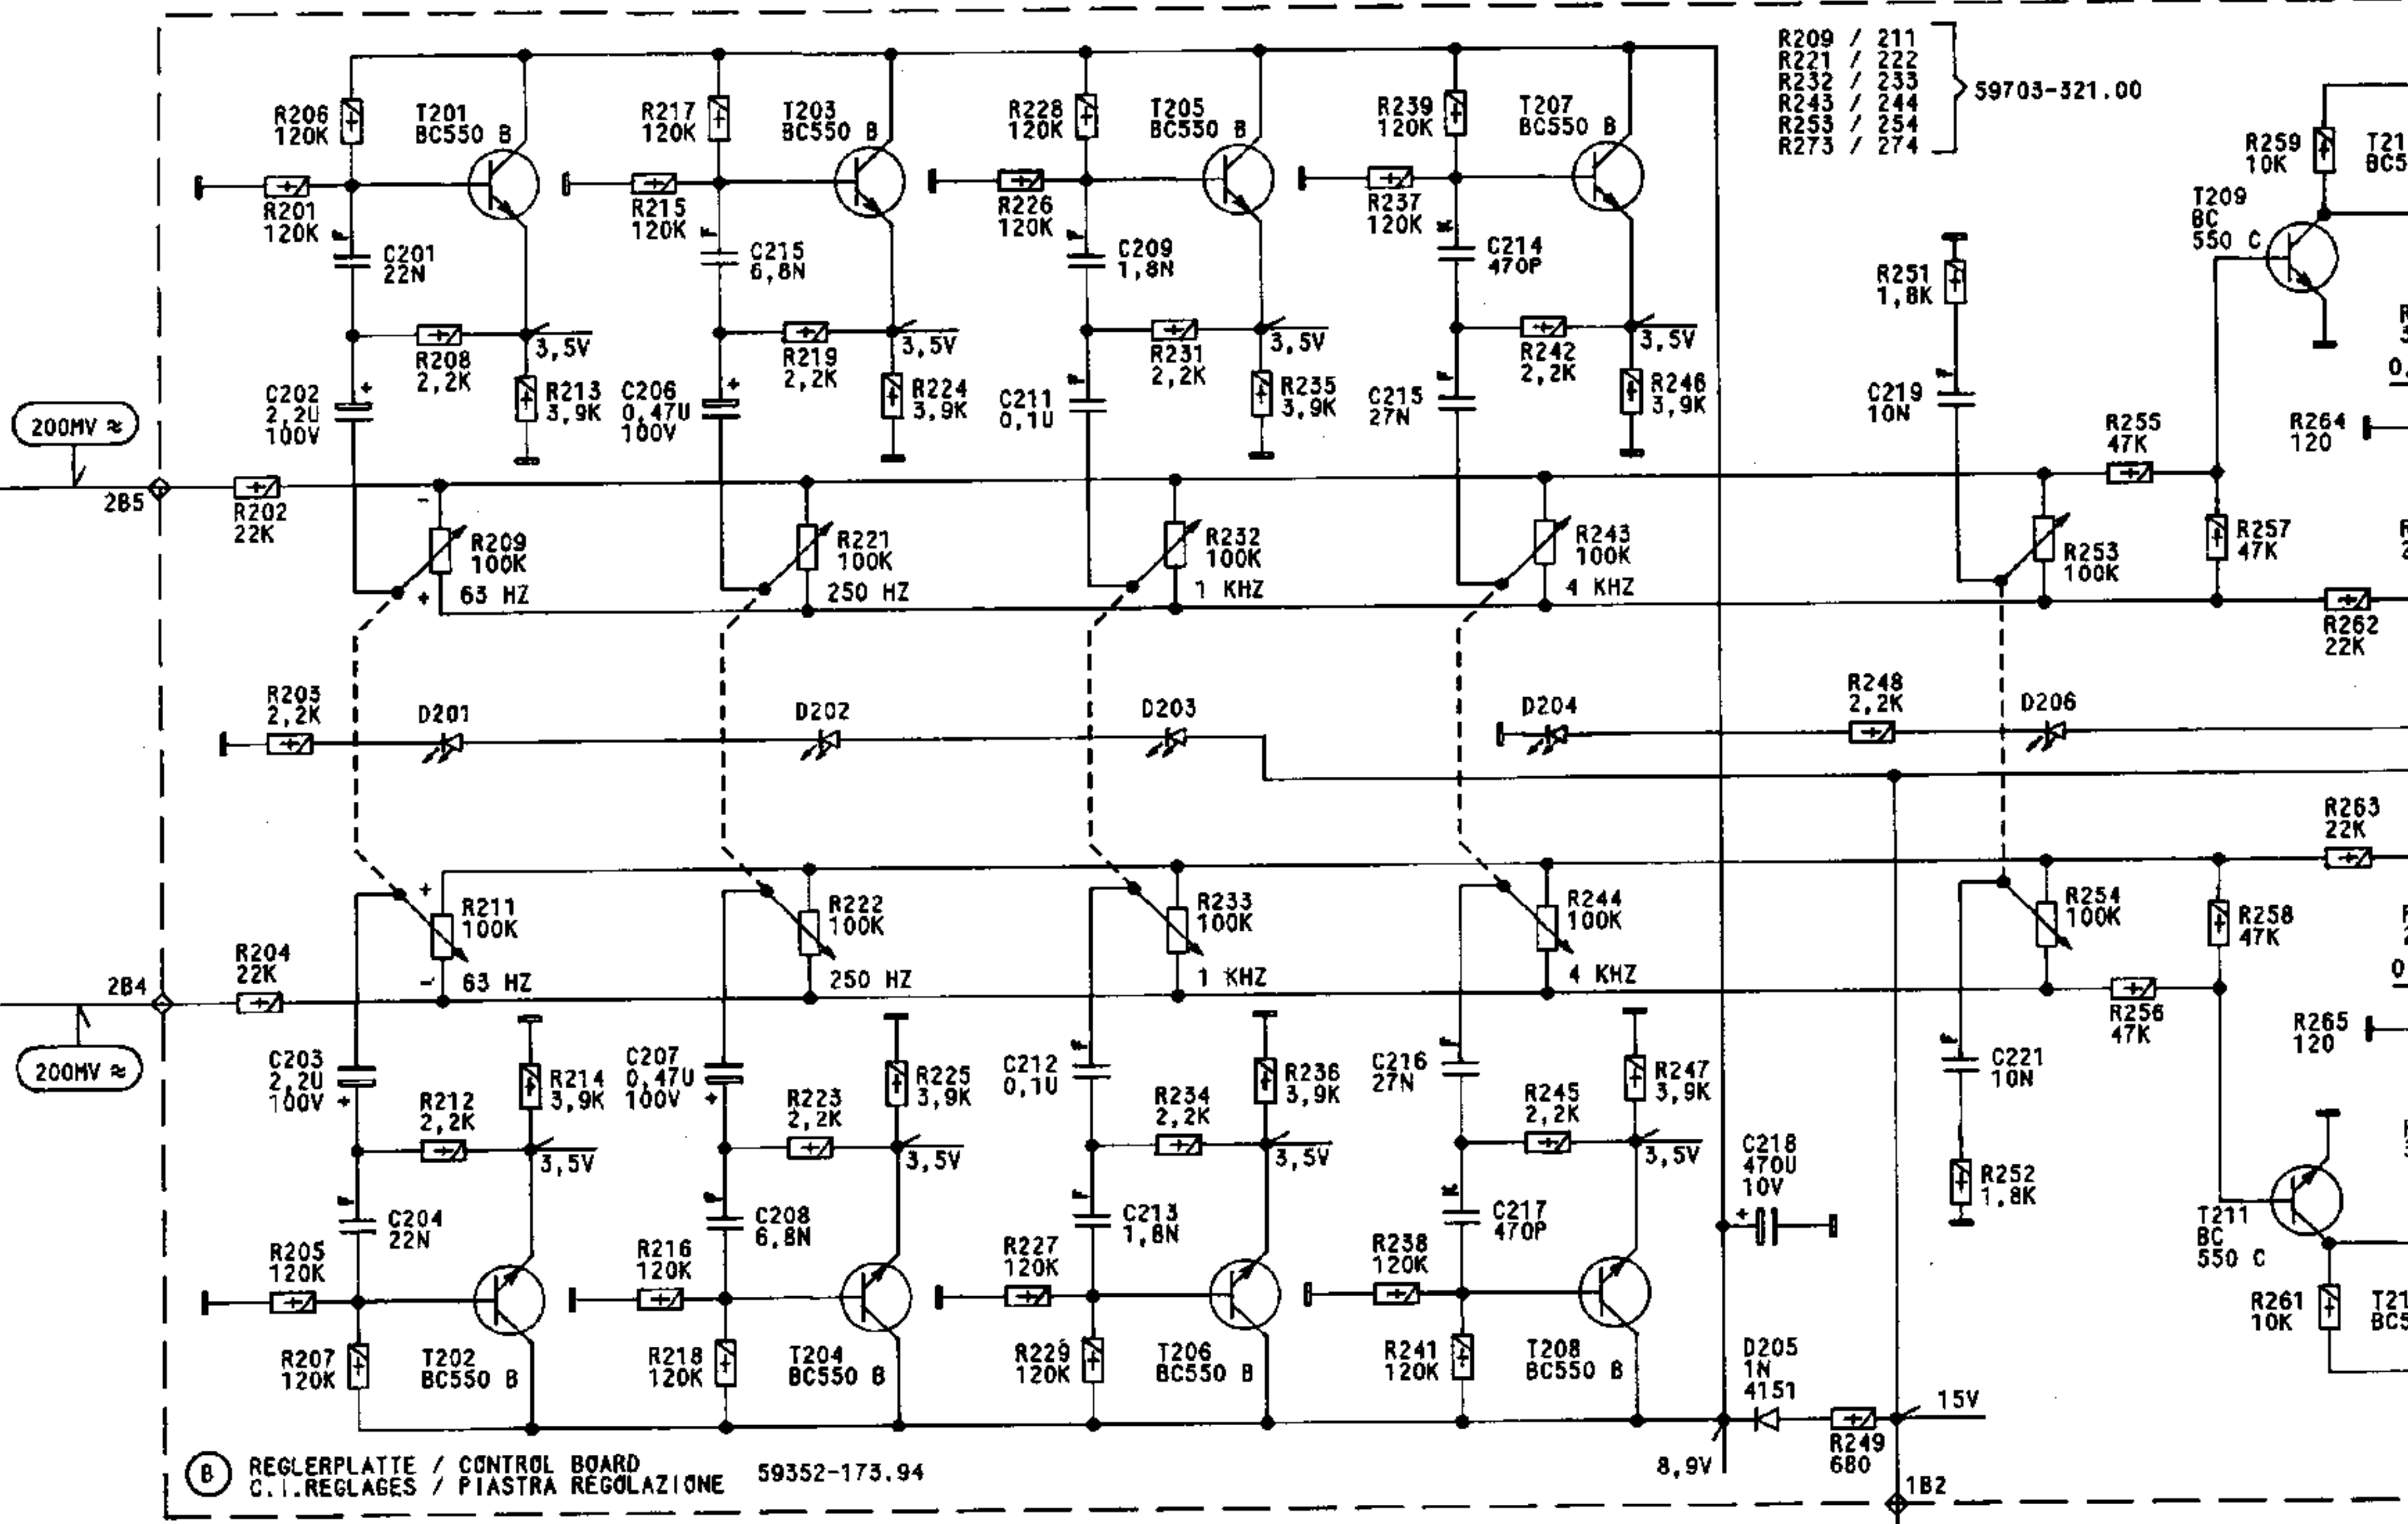 R209 / 211
R221 / 222
R232 / 233
R243 / 244
R253 / 254
R273 / 274
59703-321.00
R206
120K
T201
BC550 B
R217
120K
T203
BC550 B
R228
120K
T205
BC550 B
R239
120K
T207
BC550 B
R259
10K
T21
BC5
R201
120K
R215
120K
R226
120K
R237
120K
T209
BC
550 C
F
C201
22N
F
C215
6,8N
F
C209
1,8N
K
C214
470P
R251
1,8K
R208
2,2K
3,5V
R219
2,2K
3,5V
R231
2,2K
3,5V
R242
2,2K
3,5V
C202
2,2U
100V
+
R213
3,9K
C206
0,47U
100V
+
R224
3,9K
F
C211
0,1U
R235
3,9K
F
C215
27N
R246
3,9K
F
C219
10N
R255
47K
R264
120
0,
200MV ≈
2B5
R202
22K
-
R209
100K
+
63 HZ
R221
100K
250 HZ
R232
100K
1 KHZ
R243
100K
4 KHZ
R253
100K
R257
47K
R262
22K
R203
2,2K
D201
D202
D203
D204
R248
2,2K
D206
R263
22K
+
R211
100K
-
63 HZ
R222
100K
250 HZ
R233
100K
1 KHZ
R244
100K
4 KHZ
R254
100K
R258
47K
2B4
R204
22K
200MV ≈
R256
47K
R265
120
0
C203
2,2U
100V
+
R214
3,9K
C207
0,47U
100V
+
R225
3,9K
F
C212
0,1U
R236
3,9K
F
C216
27N
R247
3,9K
F
C221
10N
R212
2,2K
3,5V
R223
2,2K
3,5V
R234
2,2K
3,5V
R245
2,2K
3,5V
C218
470U
10V
+
R252
1,8K
F
C204
22N
F
C208
6,8N
F
C213
1,8N
K
C217
470P
T211
BC
550 C
R205
120K
R216
120K
R227
120K
R238
120K
R261
10K
T21
BC5
R207
120K
T202
BC550 B
R218
120K
T204
BC550 B
R229
120K
T206
BC550 B
R241
120K
T208
BC550 B
D205
1N
4151
15V
R249
680
8,9V
1B2
B
REGLERPLATTE / CONTROL BOARD
C.I.REGLAGES / PIASTRA REGOLAZIONE
59352-173.94